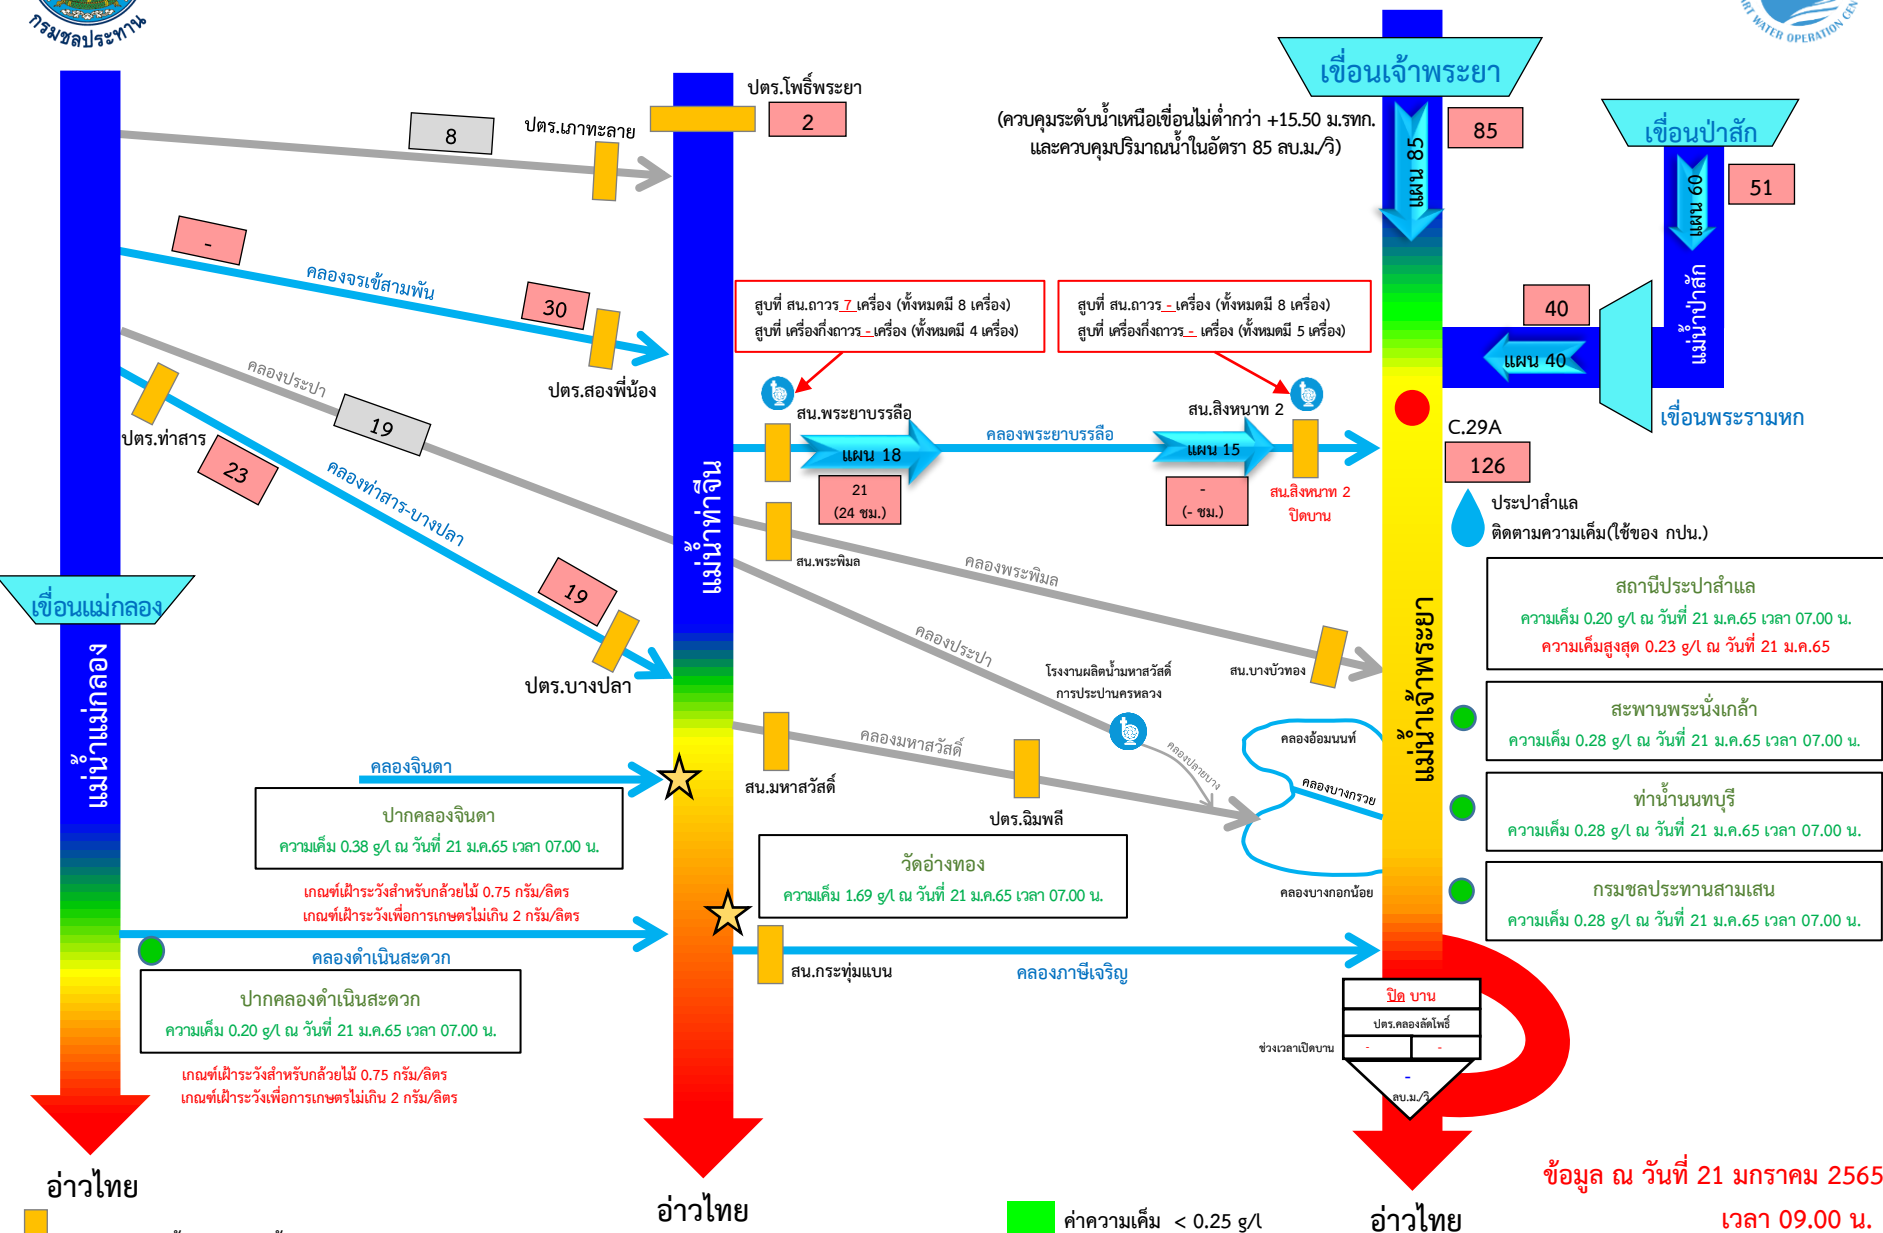 กรมชลประทาน
ART WATER OPERATION CEN
เขื่อนเจ้าพระยา
ปตร.โพธิ์พระยา
2
(ควบคุมระดับน้ำเหนือเขื่อนไม่ต่ำกว่า +15.50 ม.รทก.
และควบคุมปริมาณน้ำในอัตรา 85 ลบ.ม./วิ)
แผน 85
85
เขื่อนป่าสัก
แผน 60
51
8
ปตร.เภาทะลาย
-
คลองจรเข้สามพัน
30
ปตร.สองพี่น้อง
สูบที่ สน.ถาวร 7 เครื่อง (ทั้งหมดมี 8 เครื่อง)
สูบที่ เครื่องกึ่งถาวร - เครื่อง (ทั้งหมดมี 4 เครื่อง)
สูบที่ สน.ถาวร - เครื่อง (ทั้งหมดมี 8 เครื่อง)
สูบที่ เครื่องกึ่งถาวร - เครื่อง (ทั้งหมดมี 5 เครื่อง)
แม่น้ำป่าสัก
40
แผน 40
เขื่อนพระรามหก
คลองประปา
19
ปตร.ท่าสาร
23
คลองท่าสาร-บางปลา
19
ปตร.บางปลา
แม่น้ำท่าจีน
สน.พระยาบรรลือ
แผน 18
21
(24 ชม.)
คลองพระยาบรรลือ
สน.สิงหนาท 2
แผน 15
-
(- ชม.)
สน.สิงหนาท 2
ปิดบาน
C.29A
126
ประปาสำแล
ติดตามความเค็ม(ใช้ของ กปน.)
สน.พระพิมล
คลองพระพิมล
สน.บางบัวทอง
แม่น้ำเจ้าพระยา
สถานีประปาสำแล
ความเค็ม 0.20 g/l ณ วันที่ 21 ม.ค.65 เวลา 07.00 น.
ความเค็มสูงสุด 0.23 g/l ณ วันที่ 21 ม.ค.65
เขื่อนแม่กลอง
แม่น้ำแม่กลอง
คลองประปา
โรงงานผลิตน้ำมหาสวัสดิ์
การประปานครหลวง
สะพานพระนั่งเกล้า
ความเค็ม 0.28 g/l ณ วันที่ 21 ม.ค.65 เวลา 07.00 น.
คลองจินดา
ปากคลองจินดา
ความเค็ม 0.38 g/l ณ วันที่ 21 ม.ค.65 เวลา 07.00 น.
เกณฑ์เฝ้าระวังสำหรับกล้วยไม้ 0.75 กรัม/ลิตร
เกณฑ์เฝ้าระวังเพื่อการเกษตรไม่เกิน 2 กรัม/ลิตร
สน.มหาสวัสดิ์
คลองมหาสวัสดิ์
ปตร.ฉิมพลี
คลองปลายบาง
คลองอ้อมนนท์
คลองบางกรวย
คลองบางกอกน้อย
ท่าน้ำนนทบุรี
ความเค็ม 0.28 g/l ณ วันที่ 21 ม.ค.65 เวลา 07.00 น.
วัดอ่างทอง
ความเค็ม 1.69 g/l ณ วันที่ 21 ม.ค.65 เวลา 07.00 น.
กรมชลประทานสามเสน
ความเค็ม 0.28 g/l ณ วันที่ 21 ม.ค.65 เวลา 07.00 น.
คลองดำเนินสะดวก
ปากคลองดำเนินสะดวก
ความเค็ม 0.20 g/l ณ วันที่ 21 ม.ค.65 เวลา 07.00 น.
เกณฑ์เฝ้าระวังสำหรับกล้วยไม้ 0.75 กรัม/ลิตร
เกณฑ์เฝ้าระวังเพื่อการเกษตรไม่เกิน 2 กรัม/ลิตร
สน.กระทุ่มแบน
คลองภาษีเจริญ
ปิด บาน
ปตร.คลองลัดโพธิ์
ช่วงเวลาเปิดบาน
-
-
-
ลบ.ม./วิ
อ่าวไทย
อ่าวไทย
อ่าวไทย
ค่าความเค็ม < 0.25 g/l
ข้อมูล ณ วันที่ 21 มกราคม 2565
เวลา 09.00 น.